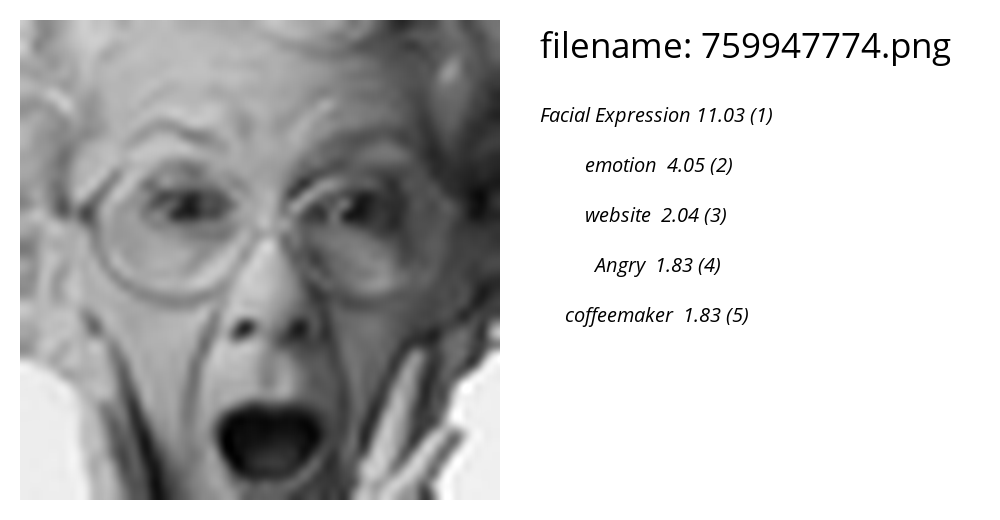 filename: 759947774.png
Facial Expression 11.03 (1)
emotion 4.05 (2)
website 2.04 (3)
Angry 1.83 (4)
coffeemaker 1.83 (5)